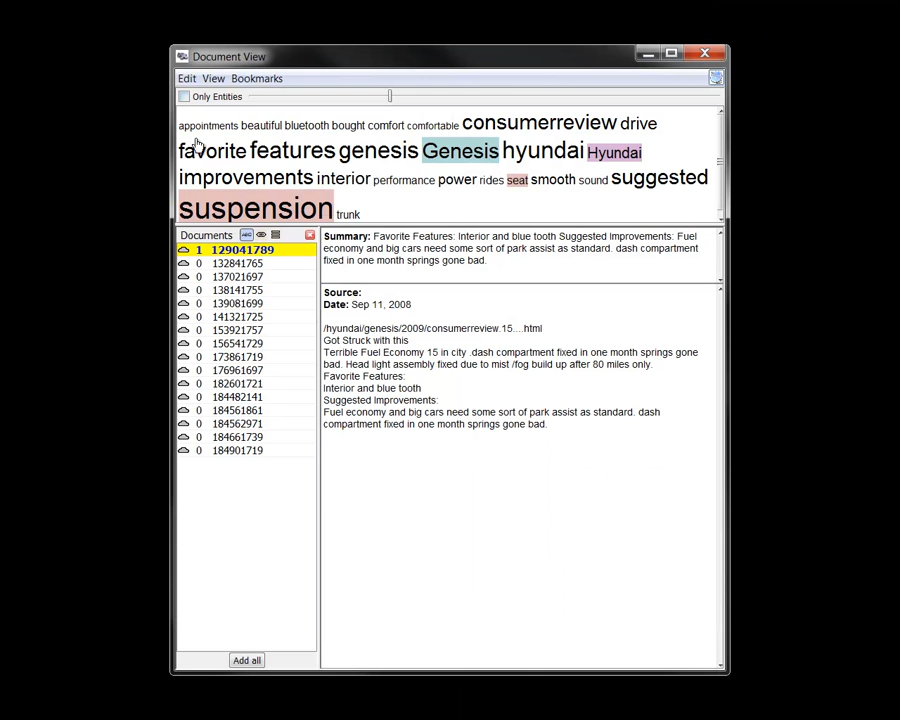 Document View
Edit View Bookmarks
Only Entities
appointments beautiful bluetooth bought comfort comfortable consumerreview drive
favorite features genesis Genesis hyundai Hyundai
improvements interior performance power rides seat smooth sound suggested
suspension trunk
Documents ABC
1 129041789
0 132841765
0 137021697
0 138141755
0 139081699
0 141321725
0 153921757
0 156541729
0 173861719
0 176961697
0 182601721
0 184482141
0 184561861
0 184562971
0 184661739
0 184901719
Add all
Summary: Favorite Features: Interior and blue tooth Suggested Improvements: Fuel
economy and big cars need some sort of park assist as standard. dash compartment
fixed in one month springs gone bad.
Source:
Date: Sep 11, 2008
/hyundai/genesis/2009/consumerreview.15....html
Got Struck with this
Terrible Fuel Economy 15 in city .dash compartment fixed in one month springs gone
bad. Head light assembly fixed due to mist /fog build up after 80 miles only.
Favorite Features:
Interior and blue tooth
Suggested Improvements:
Fuel economy and big cars need some sort of park assist as standard. dash
compartment fixed in one month springs gone bad.